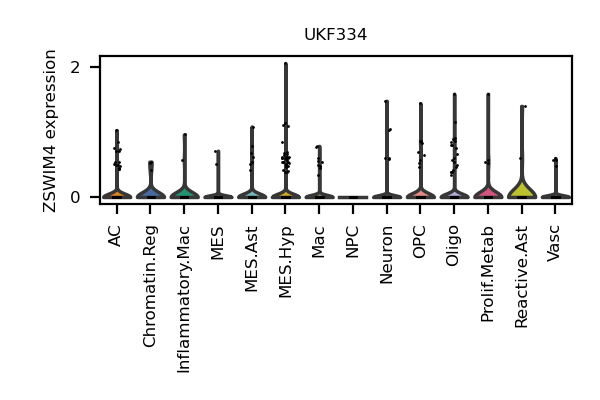 UKF334
ZSWIM4 expression
2
0
AC
Chromatin.Reg
Inflammatory.Mac
MES
MES.Ast
MES.Hyp
Mac
NPC
Neuron
OPC
Oligo
Prolif.Metab
Reactive.Ast
Vasc